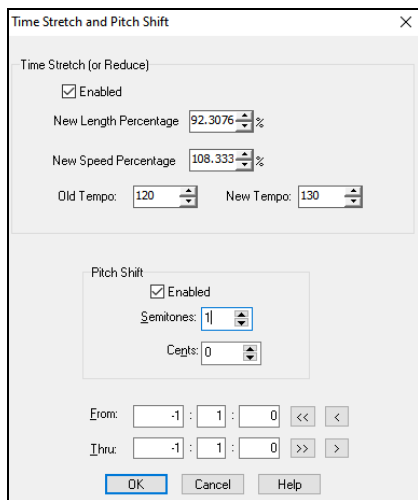 Time Stretch and Pitch Shift
Time Stretch (or Reduce)
Enabled
New Length Percentage 92.3076 %
New Speed Percentage 108.333 %
Old Tempo: 120 New Tempo: 130
Pitch Shift
Enabled
Semitones: 1
Cents: 0
From: -1 : 1 : 0 << <
Thru: -1 : 1 : 0 >> >
OK Cancel Help